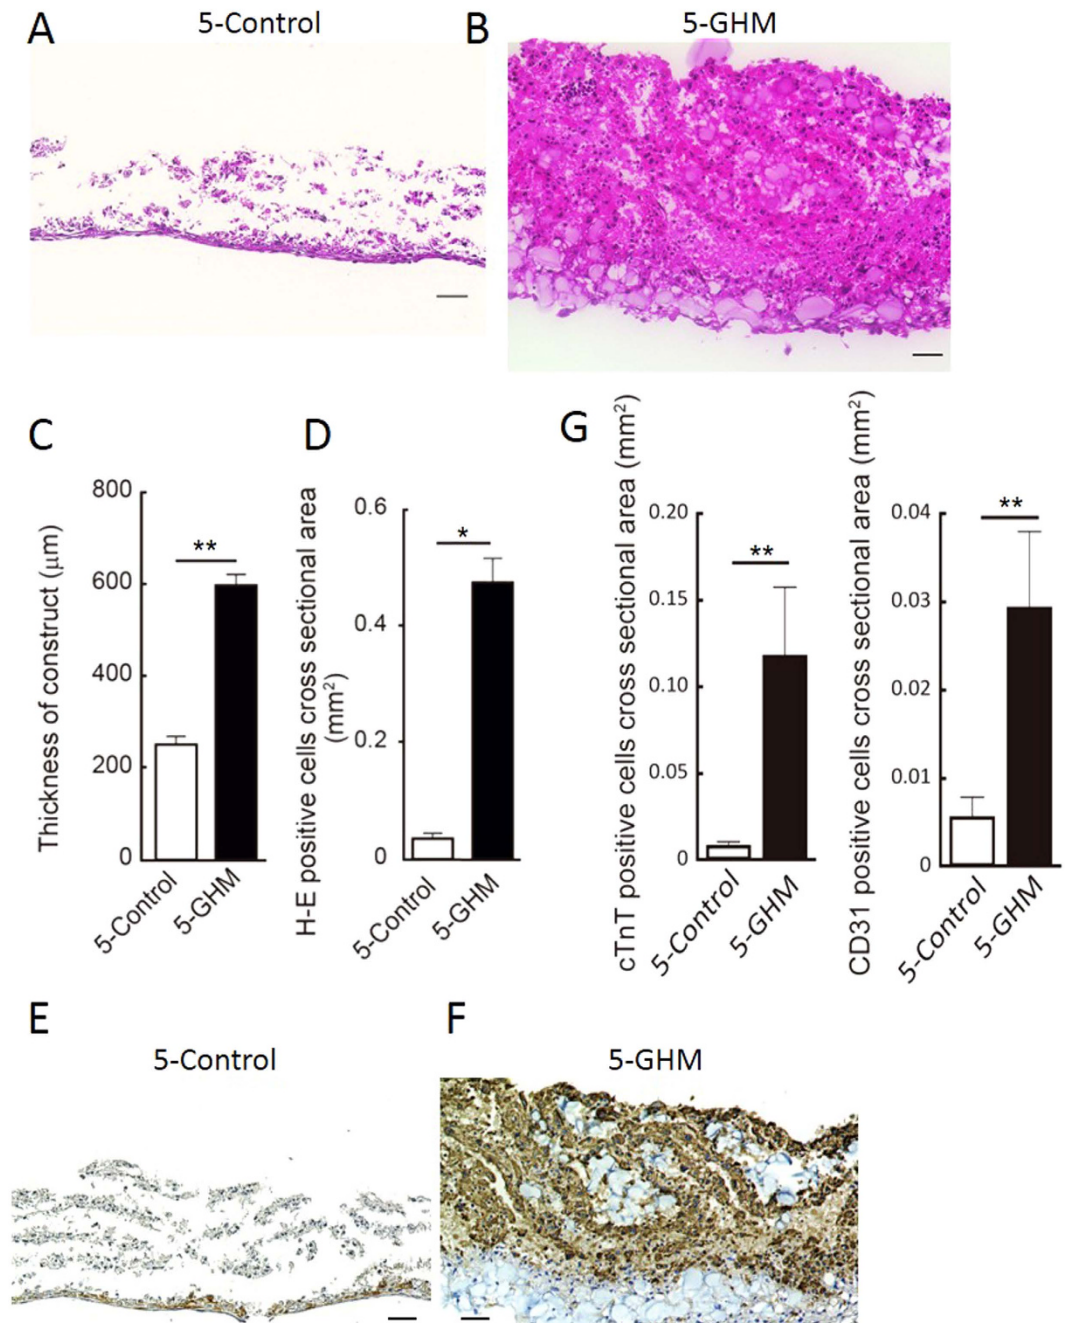 A
5-Control
B
5-GHM
C
Thickness of construct (μm)
800
600
400
200
0
**
5-Control
5-GHM
D
H-E positive cells cross sectional area
(mm²)
0.6
0.4
0.2
0
*
5-Control
5-GHM
G
cTnT positive cells cross sectional area (mm²)
0.20
0.15
0.10
0.05
0
**
5-Control
5-GHM
CD31 positive cells cross sectional area (mm²)
0.04
0.03
0.02
0.01
0
**
5-Control
5-GHM
E
5-Control
F
5-GHM